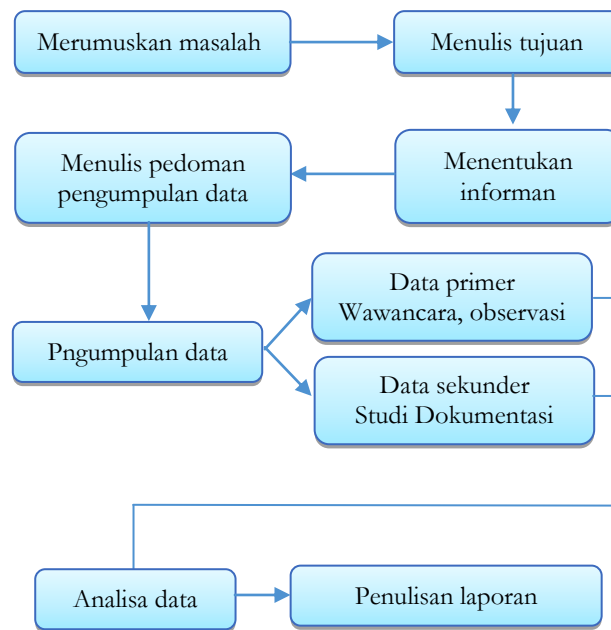 Merumuskan masalah
Menulis tujuan
Menulis pedoman
pengumpulan data
Menentukan
informan
Data primer
Wawancara, observasi
Pngumpulan data
Data sekunder
Studi Dokumentasi
Analisa data
Penulisan laporan